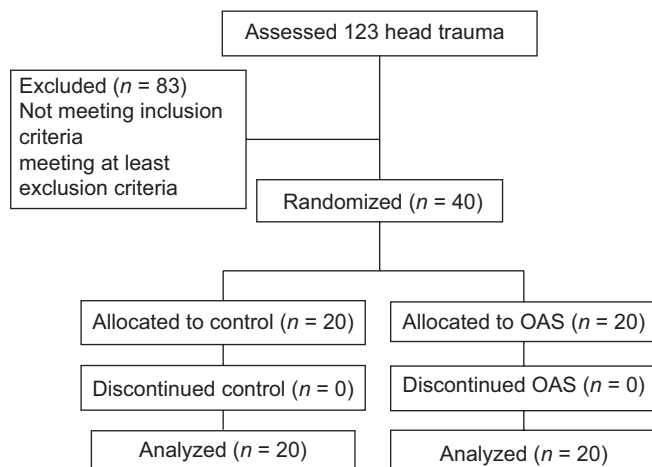 Assessed 123 head trauma
Excluded (n = 83)
Not meeting inclusion
criteria
meeting at least
exclusion criteria
Randomized (n = 40)
Allocated to control (n = 20)
Allocated to OAS (n = 20)
Discontinued control (n = 0)
Discontinued OAS (n = 0)
Analyzed (n = 20)
Analyzed (n = 20)